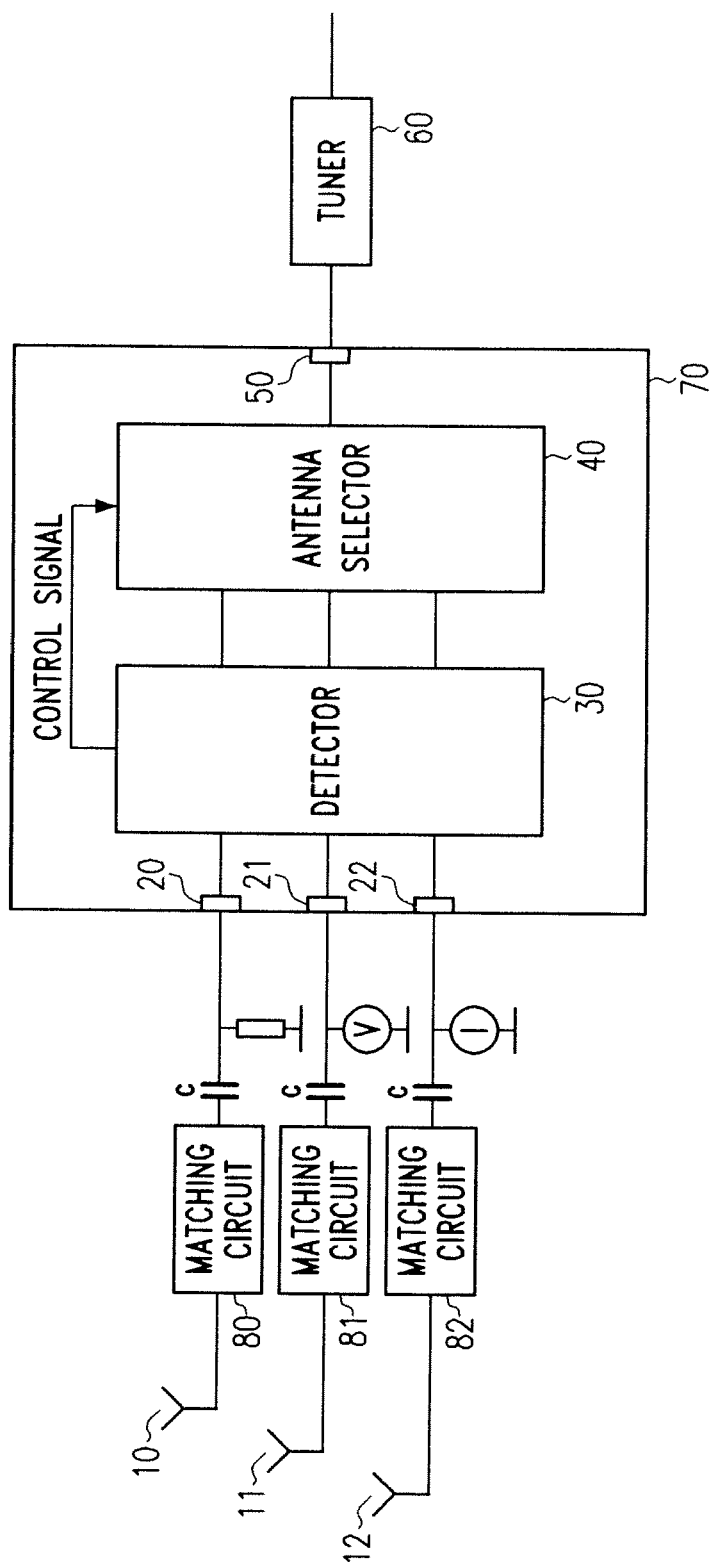 CONTROL SIGNAL
50
TUNER
60
20
21
22
DETECTOR
30
ANTENNA
SELECTOR
40
70
10
11
12
MATCHING
CIRCUIT
80
C
MATCHING
CIRCUIT
81
C
V
MATCHING
CIRCUIT
82
C
I